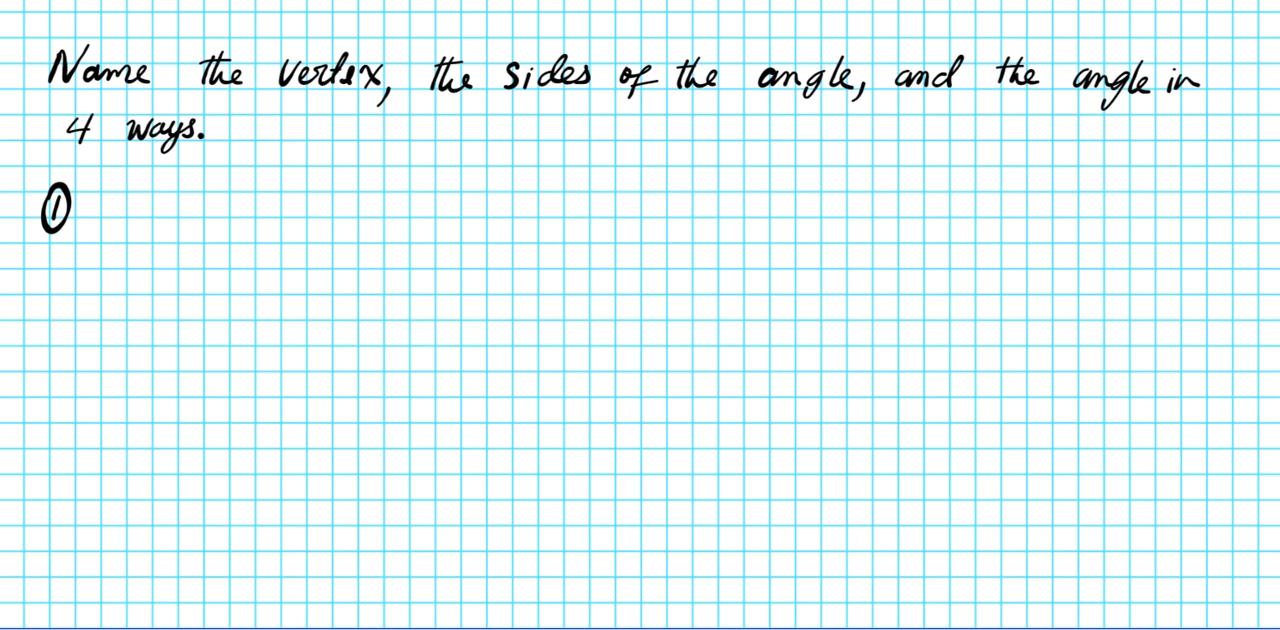 Name the vertex, the sides of the angle, and the angle in
4 ways.
①